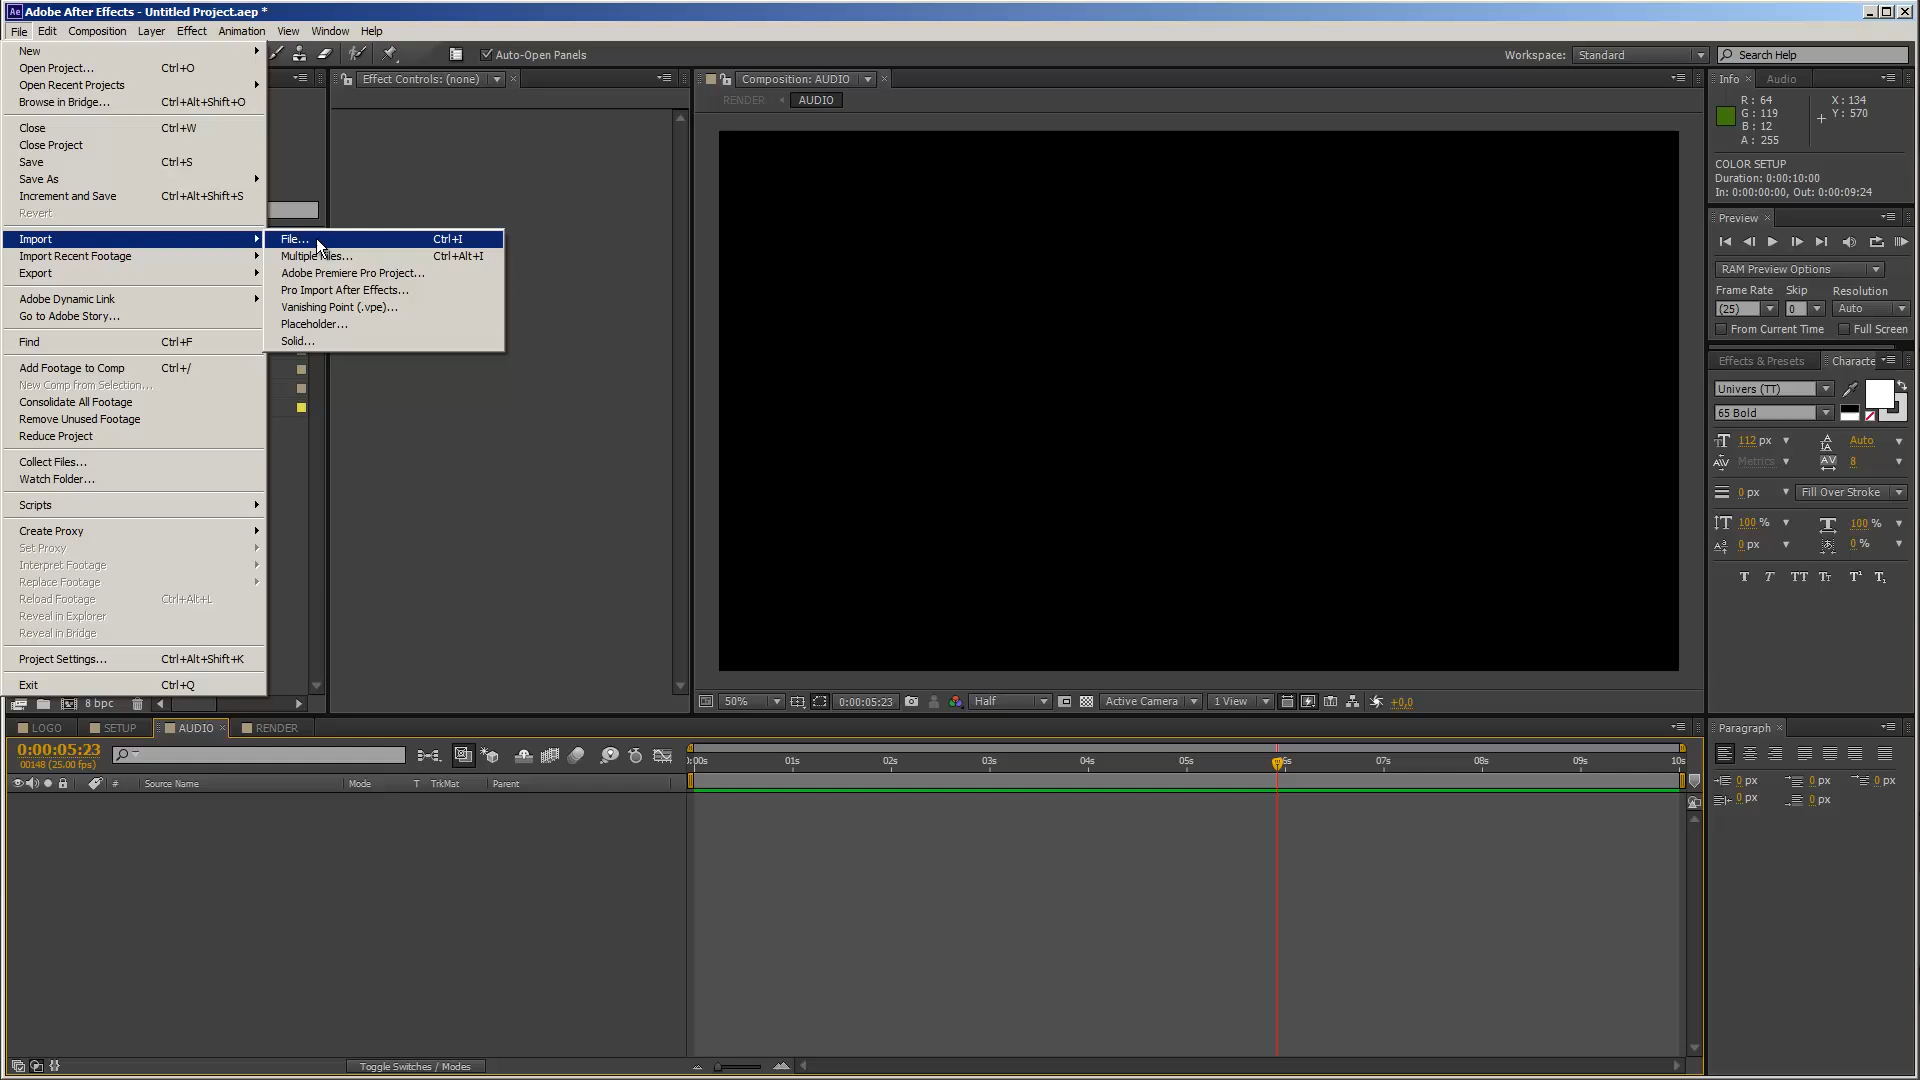 Ae Adobe After Effects - Untitled Project.aep *
File Edit Composition Layer Effect Animation View Window Help
Auto-Open Panels
Workspace: Standard
Search Help
New
Open Project... Ctrl+O
Open Recent Projects
Browse in Bridge... Ctrl+Alt+Shift+O
Close Ctrl+W
Close Project
Save Ctrl+S
Save As
Increment and Save Ctrl+Alt+Shift+S
Revert
Import
Import Recent Footage
Export
Adobe Dynamic Link
Go to Adobe Story...
Find Ctrl+F
Add Footage to Comp Ctrl+/
New Comp from Selection...
Consolidate All Footage
Remove Unused Footage
Reduce Project
Collect Files...
Watch Folder...
Scripts
Create Proxy
Set Proxy
Interpret Footage
Replace Footage
Reload Footage Ctrl+Alt+L
Reveal in Explorer
Reveal in Bridge
Project Settings... Ctrl+Alt+Shift+K
Exit Ctrl+Q
File... Ctrl+I
Multiple Files... Ctrl+Alt+I
Adobe Premiere Pro Project...
Pro Import After Effects...
Vanishing Point (.vpe)...
Placeholder...
Solid...
8 bpc
Effect Controls: (none)
Composition: AUDIO
RENDER AUDIO
50% 0:00:05:23 Half Active Camera 1 View +0,0
Info Audio
R: 64 X: 134
G: 119 Y: 570
B: 12
A: 255
COLOR SETUP
Duration: 0:00:10:00
In: 0:00:00:00, Out: 0:00:09:24
Preview
RAM Preview Options
Frame Rate Skip Resolution
(25) 0 Auto
From Current Time Full Screen
Effects & Presets Characte
Univers (TT)
65 Bold
112 px Auto
Metrics 8
0 px Fill Over Stroke
100 % 100 %
0 px 0 %
T T TT Tt T¹ T₁
LOGO SETUP AUDIO RENDER
0:00:05:23
00148 (25.00 fps)
# Source Name Mode T TrkMat Parent
0:00s 01s 02s 03s 04s 05s 06s 07s 08s 09s 10s
Toggle Switches / Modes
Paragraph
0 px 0 px 0 px
0 px 0 px